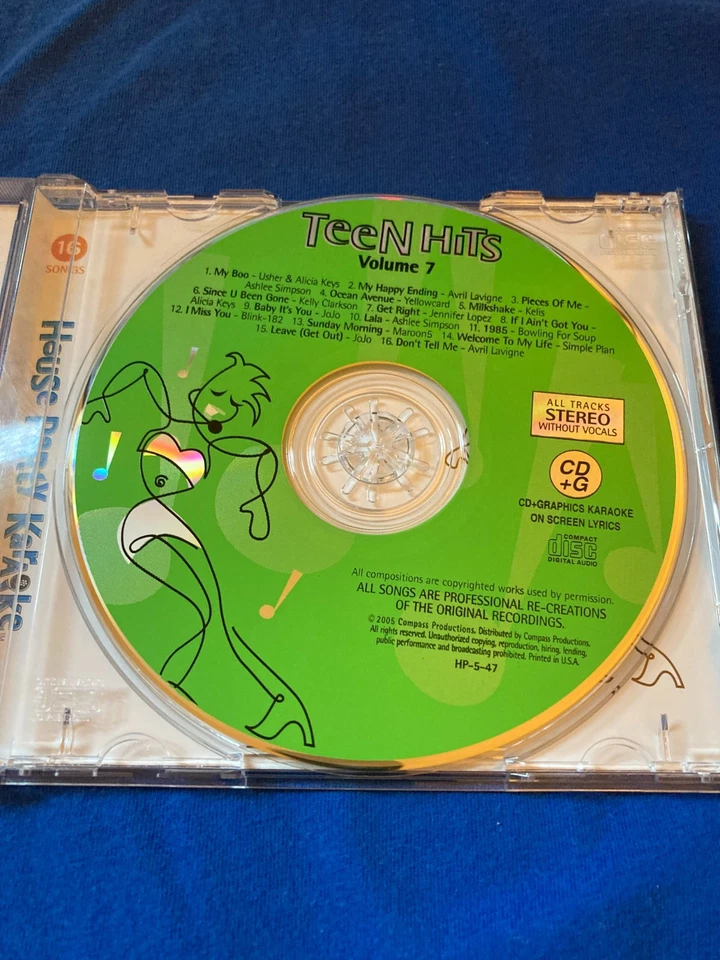 TeeN HiTS
Volume 7
1. My Boo – Usher & Alicia Keys 2. My Happy Ending – Avril Lavigne 3. Pieces Of Me –
Ashlee Simpson 4. Ocean Avenue – Yellowcard 5. Milkshake – Kelis
6. Since U Been Gone – Kelly Clarkson 7. Get Right – Jennifer Lopez 8. If I Ain't Got You –
Alicia Keys 9. Baby It's You – JoJo 10. Lala – Ashlee Simpson 11. 1985 – Bowling For Soup
12. I Miss You – Blink-182 13. Sunday Morning – Maroon5 14. Welcome To My Life – Simple Plan
15. Leave (Get Out) – JoJo 16. Don't Tell Me – Avril Lavigne
ALL TRACKS
STEREO
WITHOUT VOCALS
CD
+G
CD+GRAPHICS KARAOKE
ON SCREEN LYRICS
COMPACT
disc
DIGITAL AUDIO
All compositions are copyrighted works used by permission.
ALL SONGS ARE PROFESSIONAL RE-CREATIONS
OF THE ORIGINAL RECORDINGS.
© 2005 Compass Productions. Distributed by Compass Productions.
All rights reserved. Unauthorized copying, reproduction, hiring, lending,
public performance and broadcasting prohibited. Printed in U.S.A.
HP-5-47
16
SONGS
House Party Karaoke